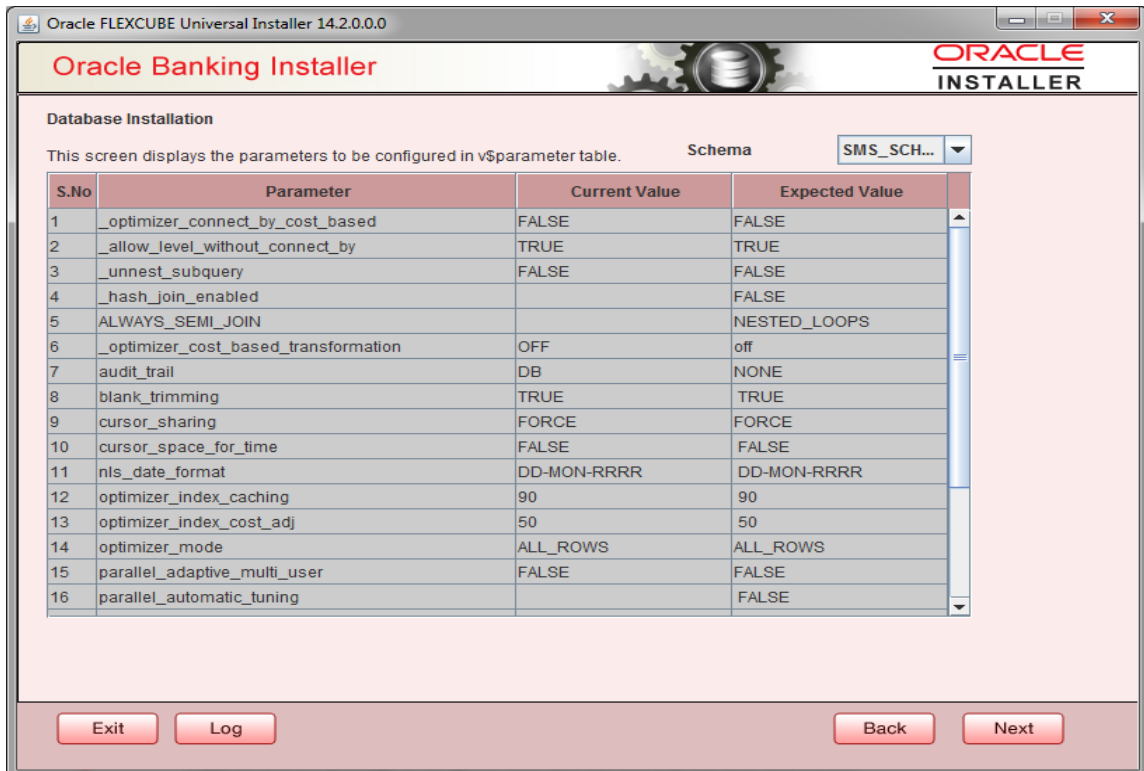 Oracle FLEXCUBE Universal Installer 14.2.0.0.0
Oracle Banking Installer
ORACLE
INSTALLER
Database Installation
This screen displays the parameters to be configured in v$parameter table. Schema SMS_SCH...
S.No Parameter Current Value Expected Value
1 _optimizer_connect_by_cost_based FALSE FALSE
2 _allow_level_without_connect_by TRUE TRUE
3 _unnest_subquery FALSE FALSE
4 _hash_join_enabled FALSE
5 ALWAYS_SEMI_JOIN NESTED_LOOPS
6 _optimizer_cost_based_transformation OFF off
7 audit_trail DB NONE
8 blank_trimming TRUE TRUE
9 cursor_sharing FORCE FORCE
10 cursor_space_for_time FALSE FALSE
11 nls_date_format DD-MON-RRRR DD-MON-RRRR
12 optimizer_index_caching 90 90
13 optimizer_index_cost_adj 50 50
14 optimizer_mode ALL_ROWS ALL_ROWS
15 parallel_adaptive_multi_user FALSE FALSE
16 parallel_automatic_tuning FALSE
Exit Log Back Next